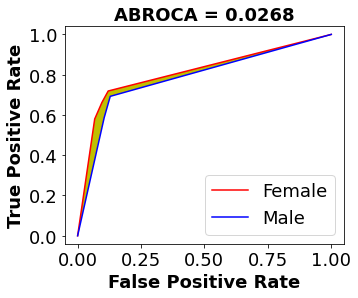 ABROCA = 0.0268
True Positive Rate
1.0
0.8
0.6
0.4
0.2
0.0
Female
Male
0.00 0.25 0.50 0.75 1.00
False Positive Rate